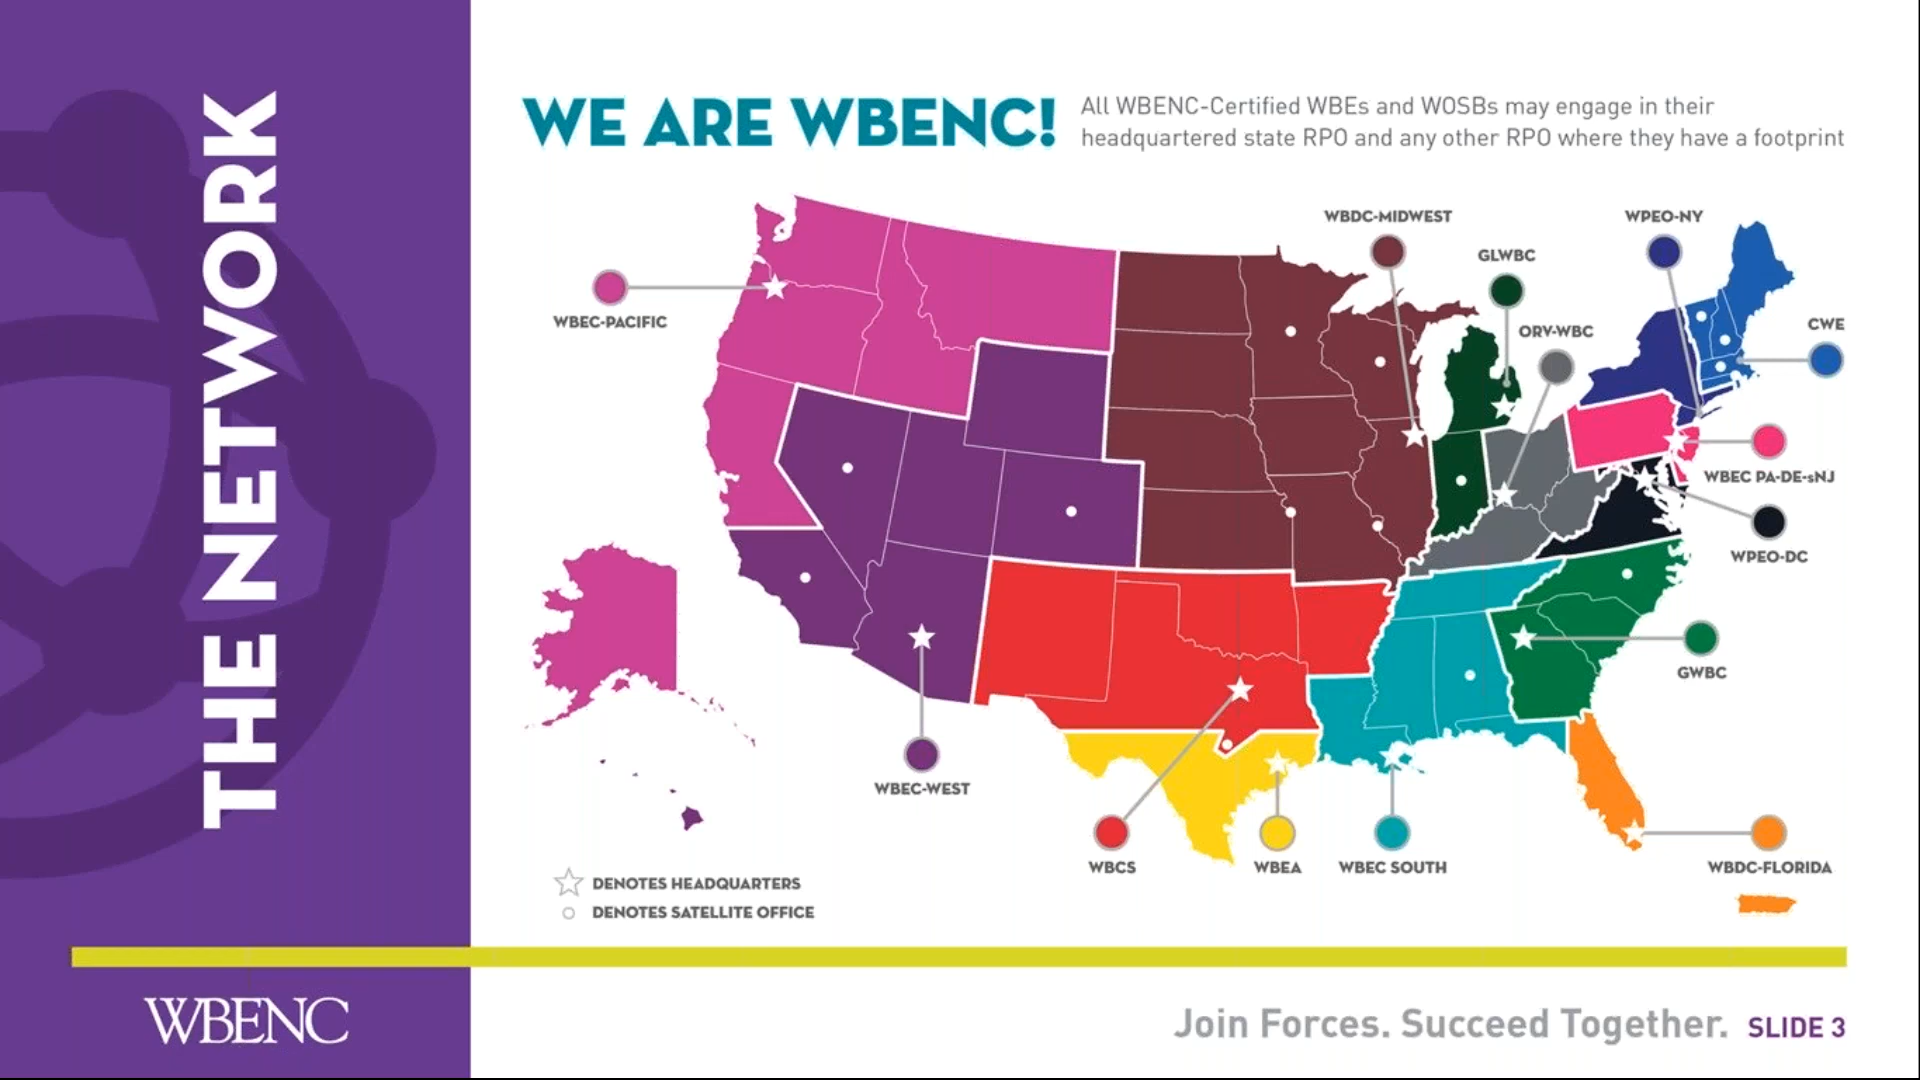 THE NETWORK
WE ARE WBENC!
All WBENC-Certified WBEs and WOSBs may engage in their
headquartered state RPO and any other RPO where they have a footprint
WBDC-MIDWEST
WPEO-NY
GLWBC
ORV-WBC
WBEC-PACIFIC
CWE
WBEC PA-DE-sNJ
WPEO-DC
GWBC
WBEC-WEST
WBCS
WBEA
WBEC SOUTH
WBDC-FLORIDA
DENOTES HEADQUARTERS
DENOTES SATELLITE OFFICE
WBENC
Join Forces. Succeed Together.
SLIDE 3